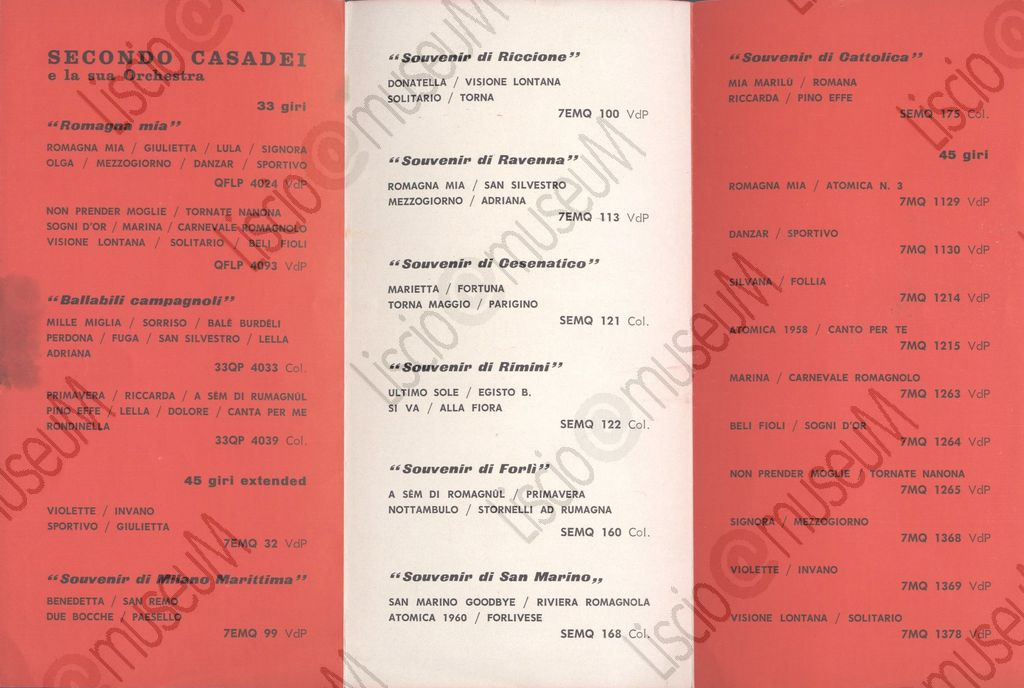 SECONDO CASADEI
e la sua Orchestra
33 giri
“Romagna mia”
ROMAGNA MIA / GIULIETTA / LULA / SIGNORA
OLGA / MEZZOGIORNO / DANZAR / SPORTIVO
QFLP 4024 VdP
NON PRENDER MOGLIE / TORNATE NANONA
SOGNI D'OR / MARINA / CARNEVALE ROMAGNOLO
VISIONE LONTANA / SOLITARIO / BELI FIOLI
QFLP 4093 VdP
“Ballabili campagnoli”
MILLE MIGLIA / SORRISO / BALÈ BURDÈLI
PERDONA / FUGA / SAN SILVESTRO / LELLA
ADRIANA
33QP 4033 Col.
PRIMAVERA / RICCARDA / A SÈM DI RUMAGNÚL
PINO EFFE / LELLA / DOLORE / CANTA PER ME
RONDINELLA
33QP 4039 Col.
45 giri extended
VIOLETTE / INVANO
SPORTIVO / GIULIETTA
7EMQ 32 VdP
“Souvenir di Milano Marittima”
BENEDETTA / SAN REMO
DUE BOCCHE / PAESELLO
7EMQ 99 VdP
“Souvenir di Riccione”
DONATELLA / VISIONE LONTANA
SOLITARIO / TORNA
7EMQ 100 VdP
“Souvenir di Ravenna”
ROMAGNA MIA / SAN SILVESTRO
MEZZOGIORNO / ADRIANA
7EMQ 113 VdP
“Souvenir di Cesenatico”
MARIETTA / FORTUNA
TORNA MAGGIO / PARIGINO
SEMQ 121 Col.
“Souvenir di Rimini”
ULTIMO SOLE / EGISTO B.
SI VA / ALLA FIORA
SEMQ 122 Col.
“Souvenir di Forlì”
A SÈM DI ROMAGNÚL / PRIMAVERA
NOTTAMBULO / STORNELLI AD RUMAGNA
SEMQ 160 Col.
“Souvenir di San Marino„
SAN MARINO GOODBYE / RIVIERA ROMAGNOLA
ATOMICA 1960 / FORLIVESE
SEMQ 168 Col.
“Souvenir di Cattolica”
MIA MARILÙ / ROMANA
RICCARDA / PINO EFFE
SEMQ 175 Col.
45 giri
ROMAGNA MIA / ATOMICA N. 3
7MQ 1129 VdP
DANZAR / SPORTIVO
7MQ 1130 VdP
SILVANA / FOLLIA
7MQ 1214 VdP
ATOMICA 1958 / CANTO PER TE
7MQ 1215 VdP
MARINA / CARNEVALE ROMAGNOLO
7MQ 1263 VdP
BELI FIOLI / SOGNI D'OR
7MQ 1264 VdP
NON PRENDER MOGLIE / TORNATE NANONA
7MQ 1265 VdP
SIGNORA / MEZZOGIORNO
7MQ 1368 VdP
VIOLETTE / INVANO
7MQ 1369 VdP
VISIONE LONTANA / SOLITARIO
7MQ 1378 VdP
Liscio@museuM
Liscio@museuM
Liscio@museuM
Liscio@museuM
Liscio@museuM